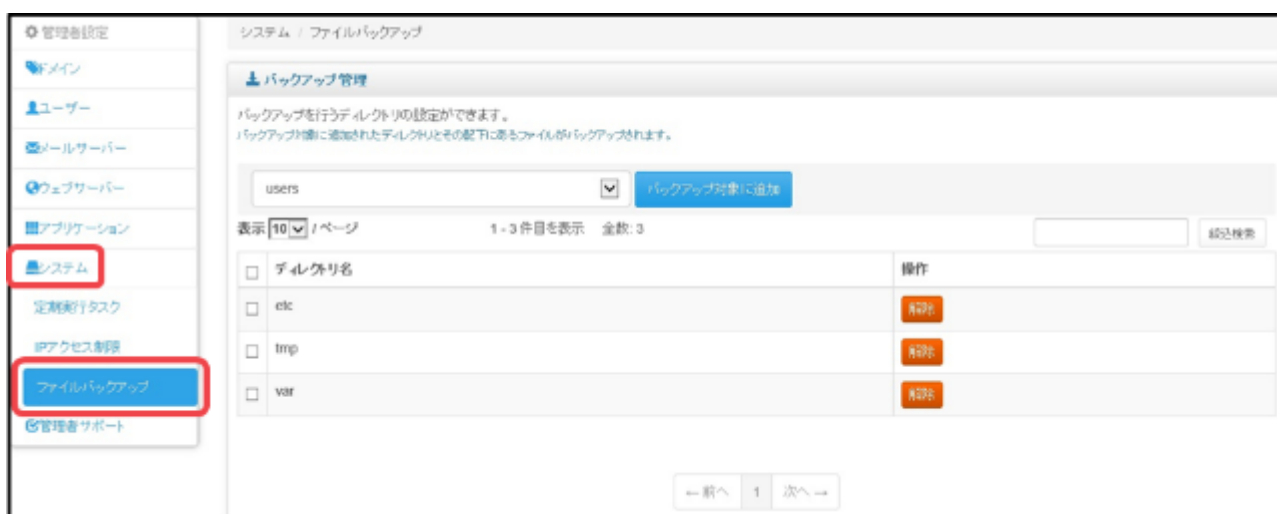 管理者設定
ドメイン
ユーザー
メールサーバー
ウェブサーバー
アプリケーション
システム
定期実行タスク
IPアクセス制限
ファイルバックアップ
管理者サポート
システム / ファイルバックアップ
バックアップ管理
バックアップを行うディレクトリの設定ができます。
バックアップ対象に追加されたディレクトリとその配下にあるファイルがバックアップされます。
users バックアップ対象に追加
表示 10 / ページ 1 - 3 件目を表示 全数: 3 絞込検索
ディレクトリ名 操作
etc 解除
tmp 解除
var 解除
← 前へ 1 次へ →